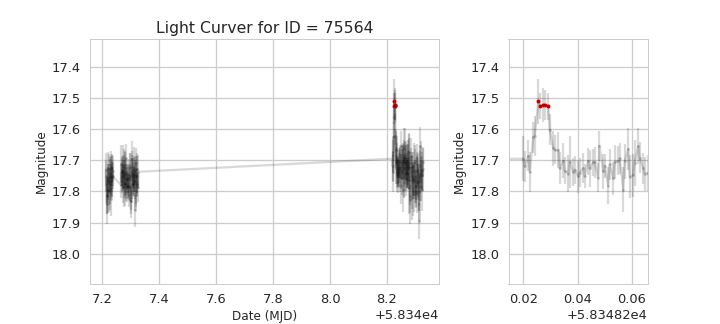 Light Curver for ID = 75564
17.4
17.5
17.6
17.7
17.8
17.9
18.0
Magnitude
7.2 7.4 7.6 7.8 8.0 8.2
Date (MJD)
+5.834e4
17.4
17.5
17.6
17.7
17.8
17.9
18.0
Magnitude
0.02 0.04 0.06
+5.83482e4